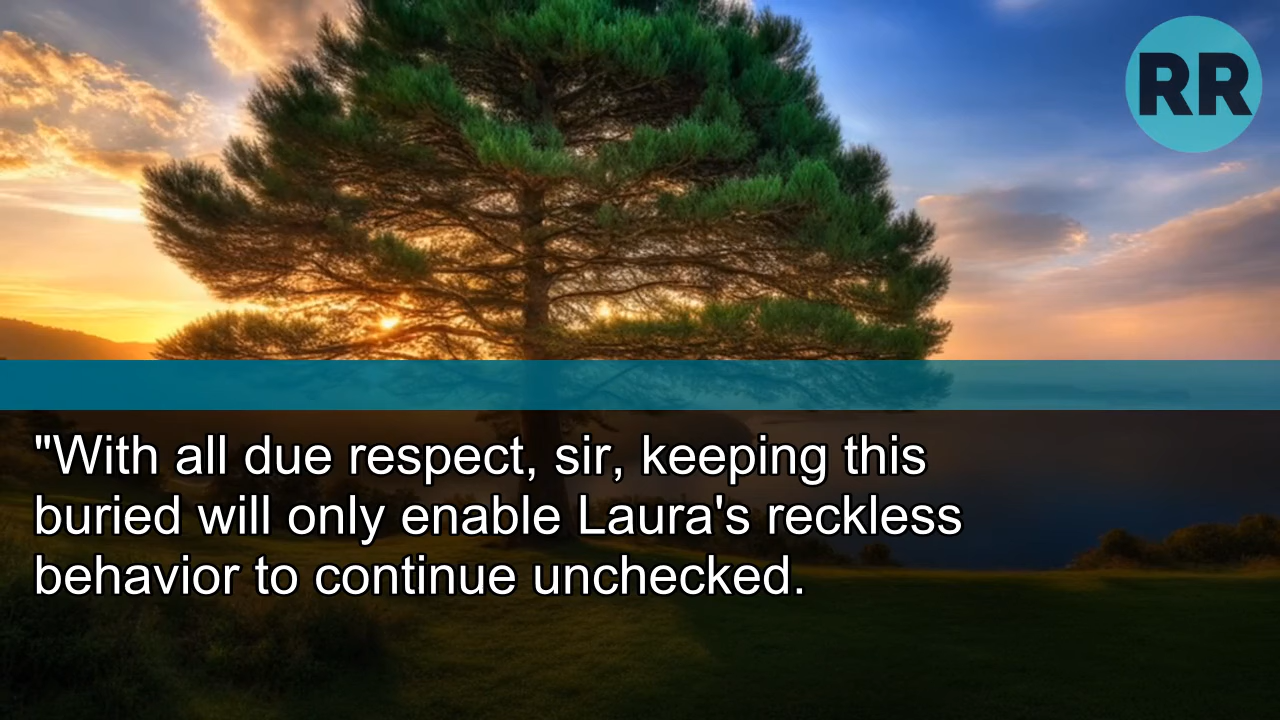 RR
"With all due respect, sir, keeping this
buried will only enable Laura's reckless
behavior to continue unchecked.